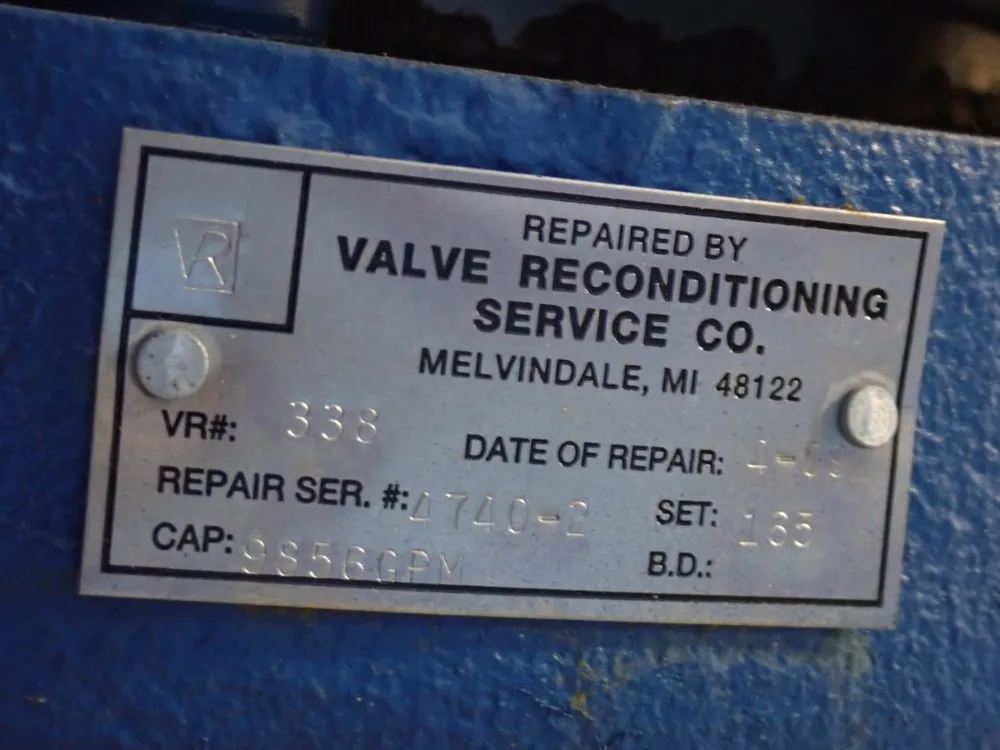 VR
REPAIRED BY
VALVE RECONDITIONING
SERVICE CO.
MELVINDALE, MI 48122
VR#: 338
DATE OF REPAIR:
REPAIR SER. #: 4740-2
SET: 165
CAP: 9856GPM
B.D.: